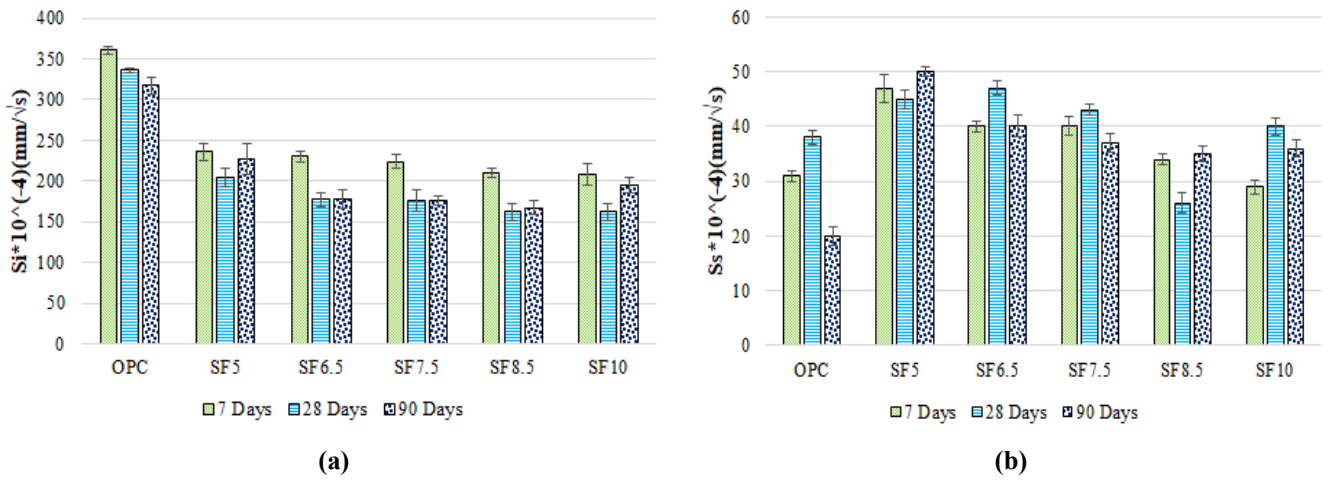 Si*10^(-4)(mm/√s)
400
350
300
250
200
150
100
50
0
OPC SF5 SF6.5 SF7.5 SF8.5 SF10
7 Days 28 Days 90 Days
(a)
Ss*10^(-4)(mm/√s)
60
50
40
30
20
10
0
OPC SF5 SF6.5 SF7.5 SF8.5 SF10
7 Days 28 Days 90 Days
(b)